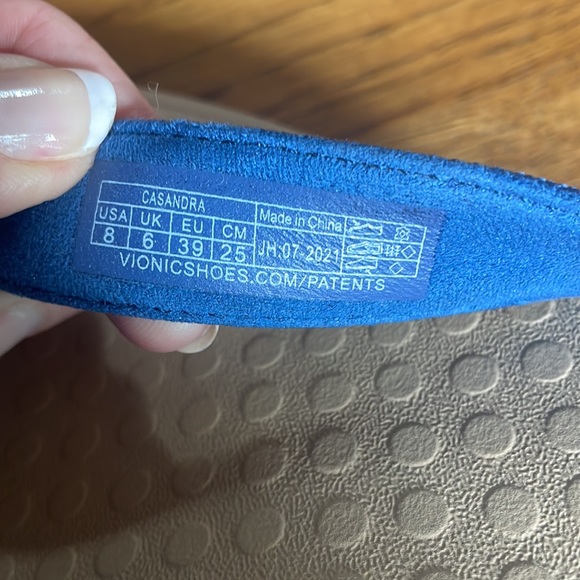 CASANDRA
USA UK EU CM Made in China
8 6 39 25 JH:07-2021
VIONICSHOES.COM/PATENTS